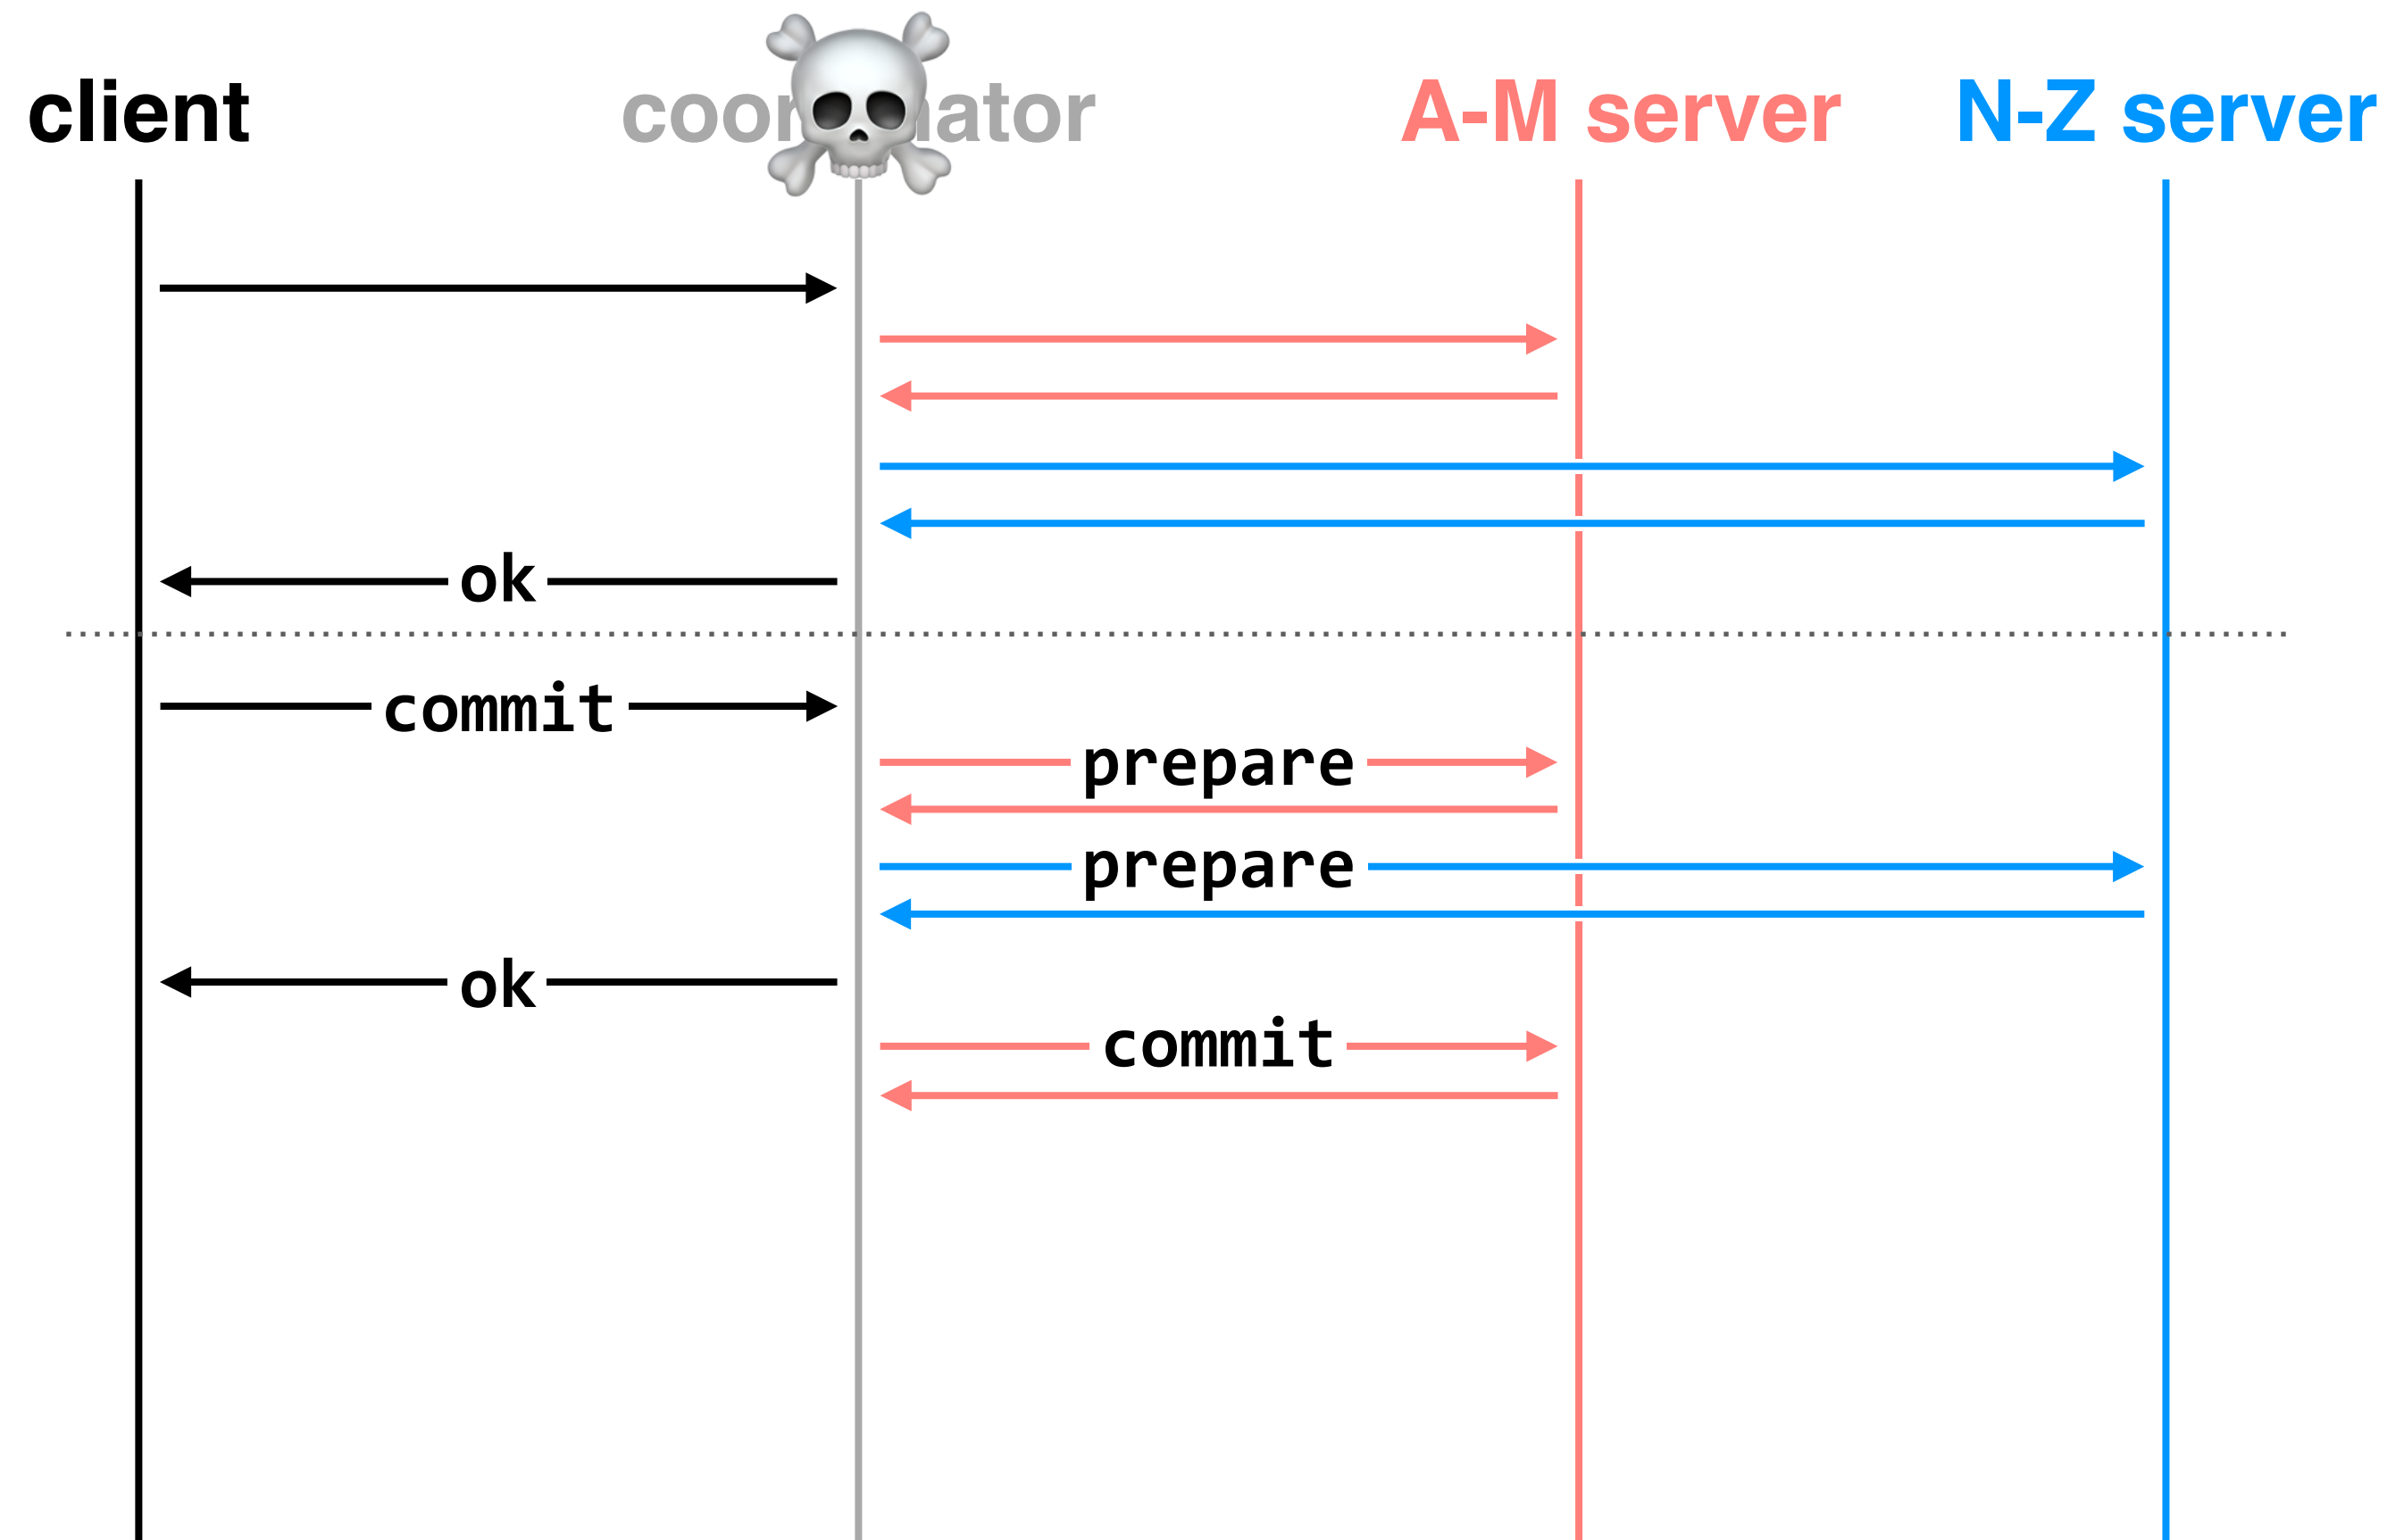 client
A-M server
N-Z server
ok
commit
prepare
prepare
ok
commit